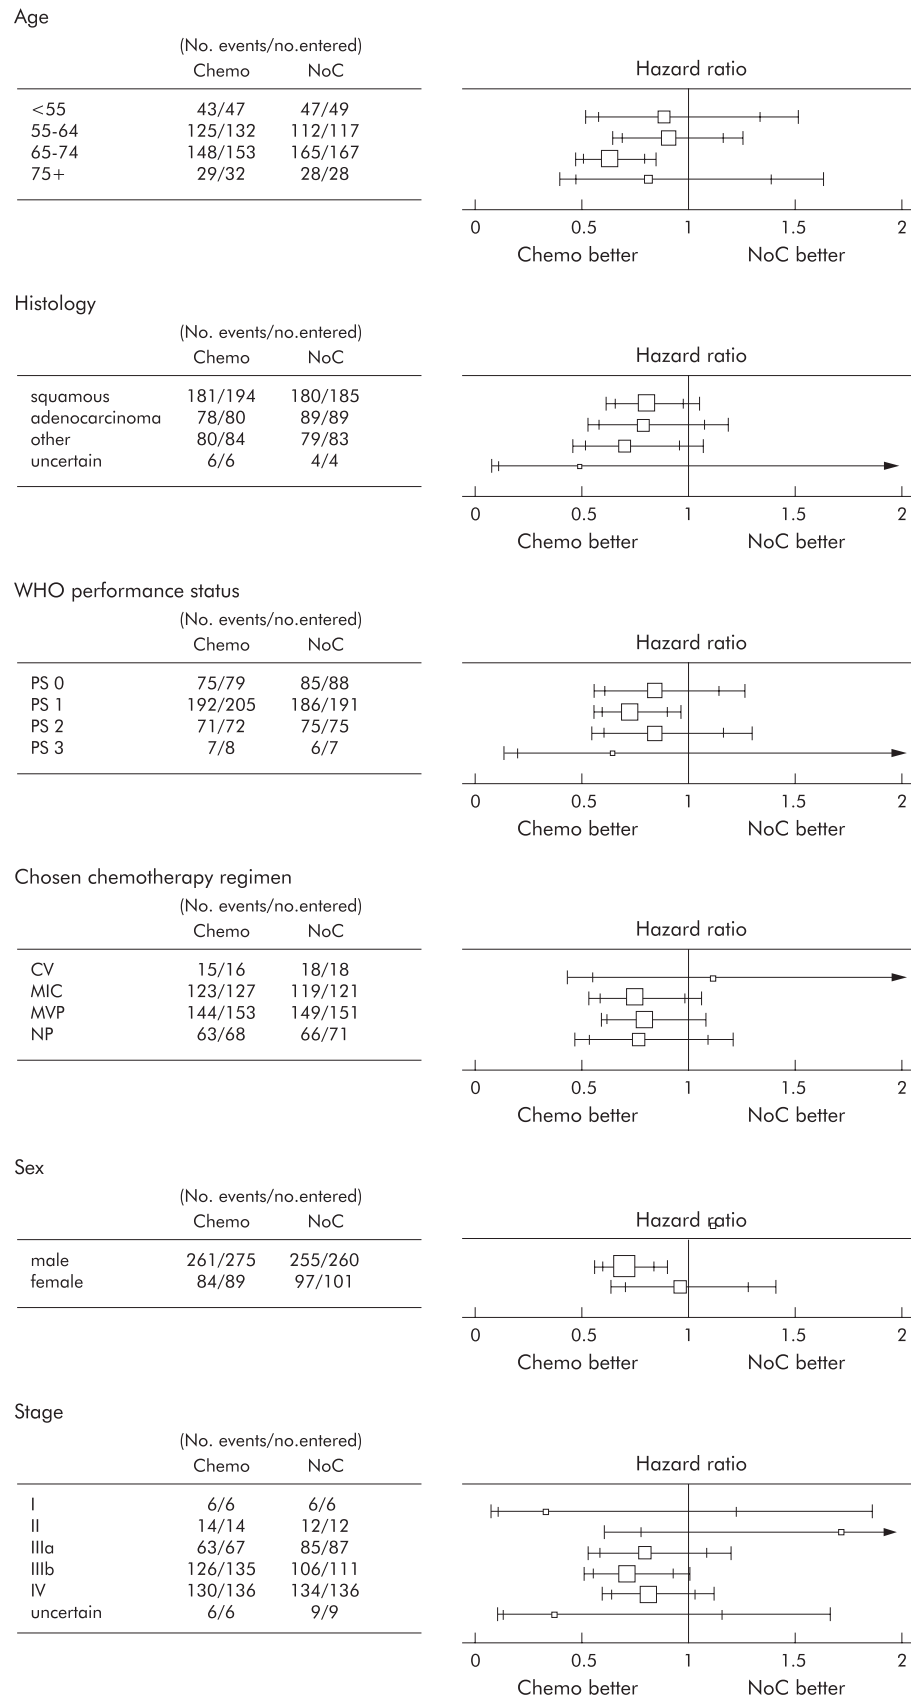 Age
(No. events/no.entered)
Chemo NoC
Hazard ratio
<55 43/47 47/49
55-64 125/132 112/117
65-74 148/153 165/167
75+ 29/32 28/28
0 0.5 1 1.5 2
Chemo better NoC better
Histology
(No. events/no.entered)
Chemo NoC
Hazard ratio
squamous 181/194 180/185
adenocarcinoma 78/80 89/89
other 80/84 79/83
uncertain 6/6 4/4
0 0.5 1 1.5 2
Chemo better NoC better
WHO performance status
(No. events/no.entered)
Chemo NoC
Hazard ratio
PS 0 75/79 85/88
PS 1 192/205 186/191
PS 2 71/72 75/75
PS 3 7/8 6/7
0 0.5 1 1.5 2
Chemo better NoC better
Chosen chemotherapy regimen
(No. events/no.entered)
Chemo NoC
Hazard ratio
CV 15/16 18/18
MIC 123/127 119/121
MVP 144/153 149/151
NP 63/68 66/71
0 0.5 1 1.5 2
Chemo better NoC better
Sex
(No. events/no.entered)
Chemo NoC
Hazard ratio
male 261/275 255/260
female 84/89 97/101
0 0.5 1 1.5 2
Chemo better NoC better
Stage
(No. events/no.entered)
Chemo NoC
Hazard ratio
I 6/6 6/6
II 14/14 12/12
IIIa 63/67 85/87
IIIb 126/135 106/111
IV 130/136 134/136
uncertain 6/6 9/9
0 0.5 1 1.5 2
Chemo better NoC better